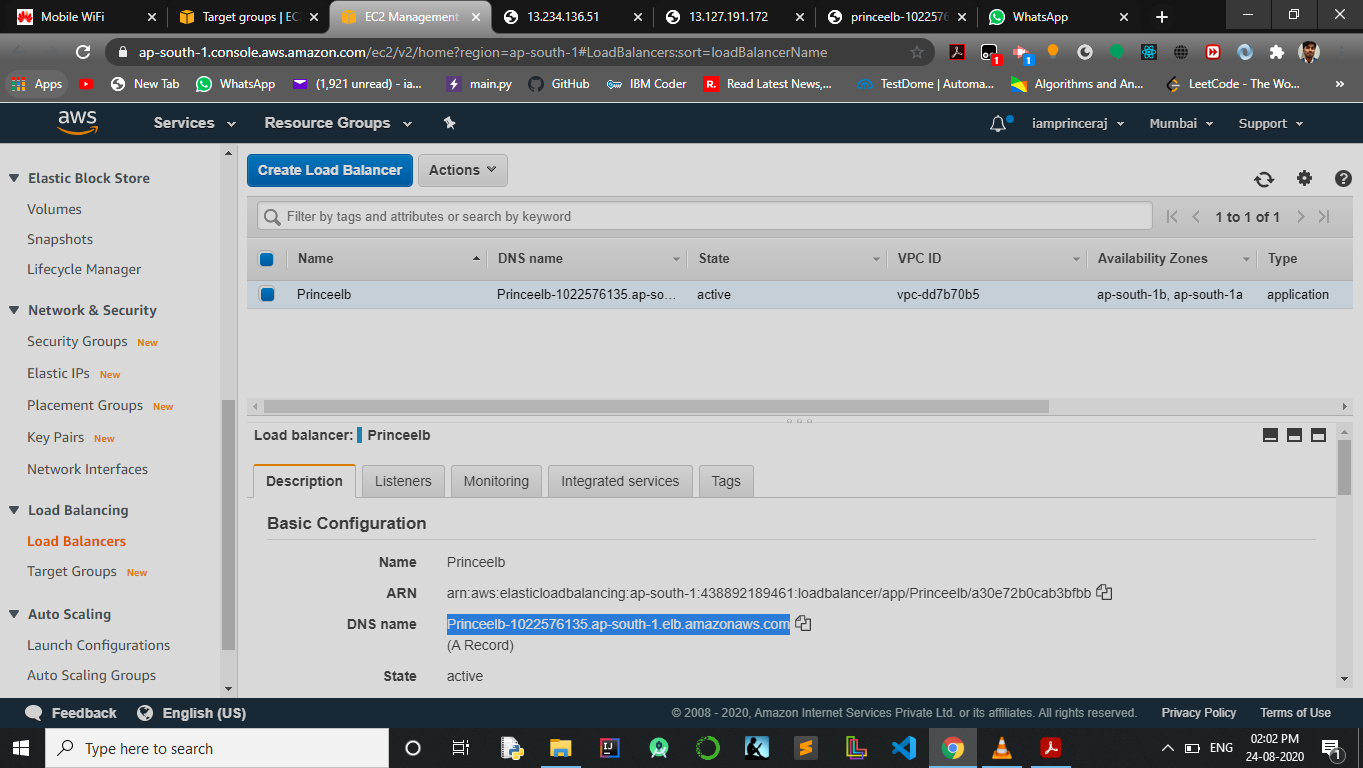 Mobile WiFi
Target groups | EC
EC2 Management
13.234.136.51
13.127.191.172
princeelb-1022576
WhatsApp
ap-south-1.console.aws.amazon.com/ec2/v2/home?region=ap-south-1#LoadBalancers:sort=loadBalancerName
1
1
Apps
New Tab
WhatsApp
(1,921 unread) - ia...
main.py
GitHub
IBM Coder
R. Read Latest News,...
TestDome | Automa...
Algorithms and An...
LeetCode - The Wo...
»
aws
Services
Resource Groups
iamprinceraj
Mumbai
Support
Elastic Block Store
Volumes
Snapshots
Lifecycle Manager
Network & Security
Security Groups New
Elastic IPs New
Placement Groups New
Key Pairs New
Network Interfaces
Load Balancing
Load Balancers
Target Groups New
Auto Scaling
Launch Configurations
Auto Scaling Groups
Create Load Balancer
Actions
Filter by tags and attributes or search by keyword
1 to 1 of 1
Name DNS name State VPC ID Availability Zones Type
Princeelb Princeelb-1022576135.ap-so... active vpc-dd7b70b5 ap-south-1b, ap-south-1a application
Load balancer: Princeelb
Description Listeners Monitoring Integrated services Tags
Basic Configuration
Name Princeelb
ARN arn:aws:elasticloadbalancing:ap-south-1:438892189461:loadbalancer/app/Princeelb/a30e72b0cab3bfbb
DNS name Princeelb-1022576135.ap-south-1.elb.amazonaws.com
(A Record)
State active
Feedback
English (US)
© 2008 - 2020, Amazon Internet Services Private Ltd. or its affiliates. All rights reserved.
Privacy Policy
Terms of Use
Type here to search
ENG
02:02 PM
24-08-2020
1